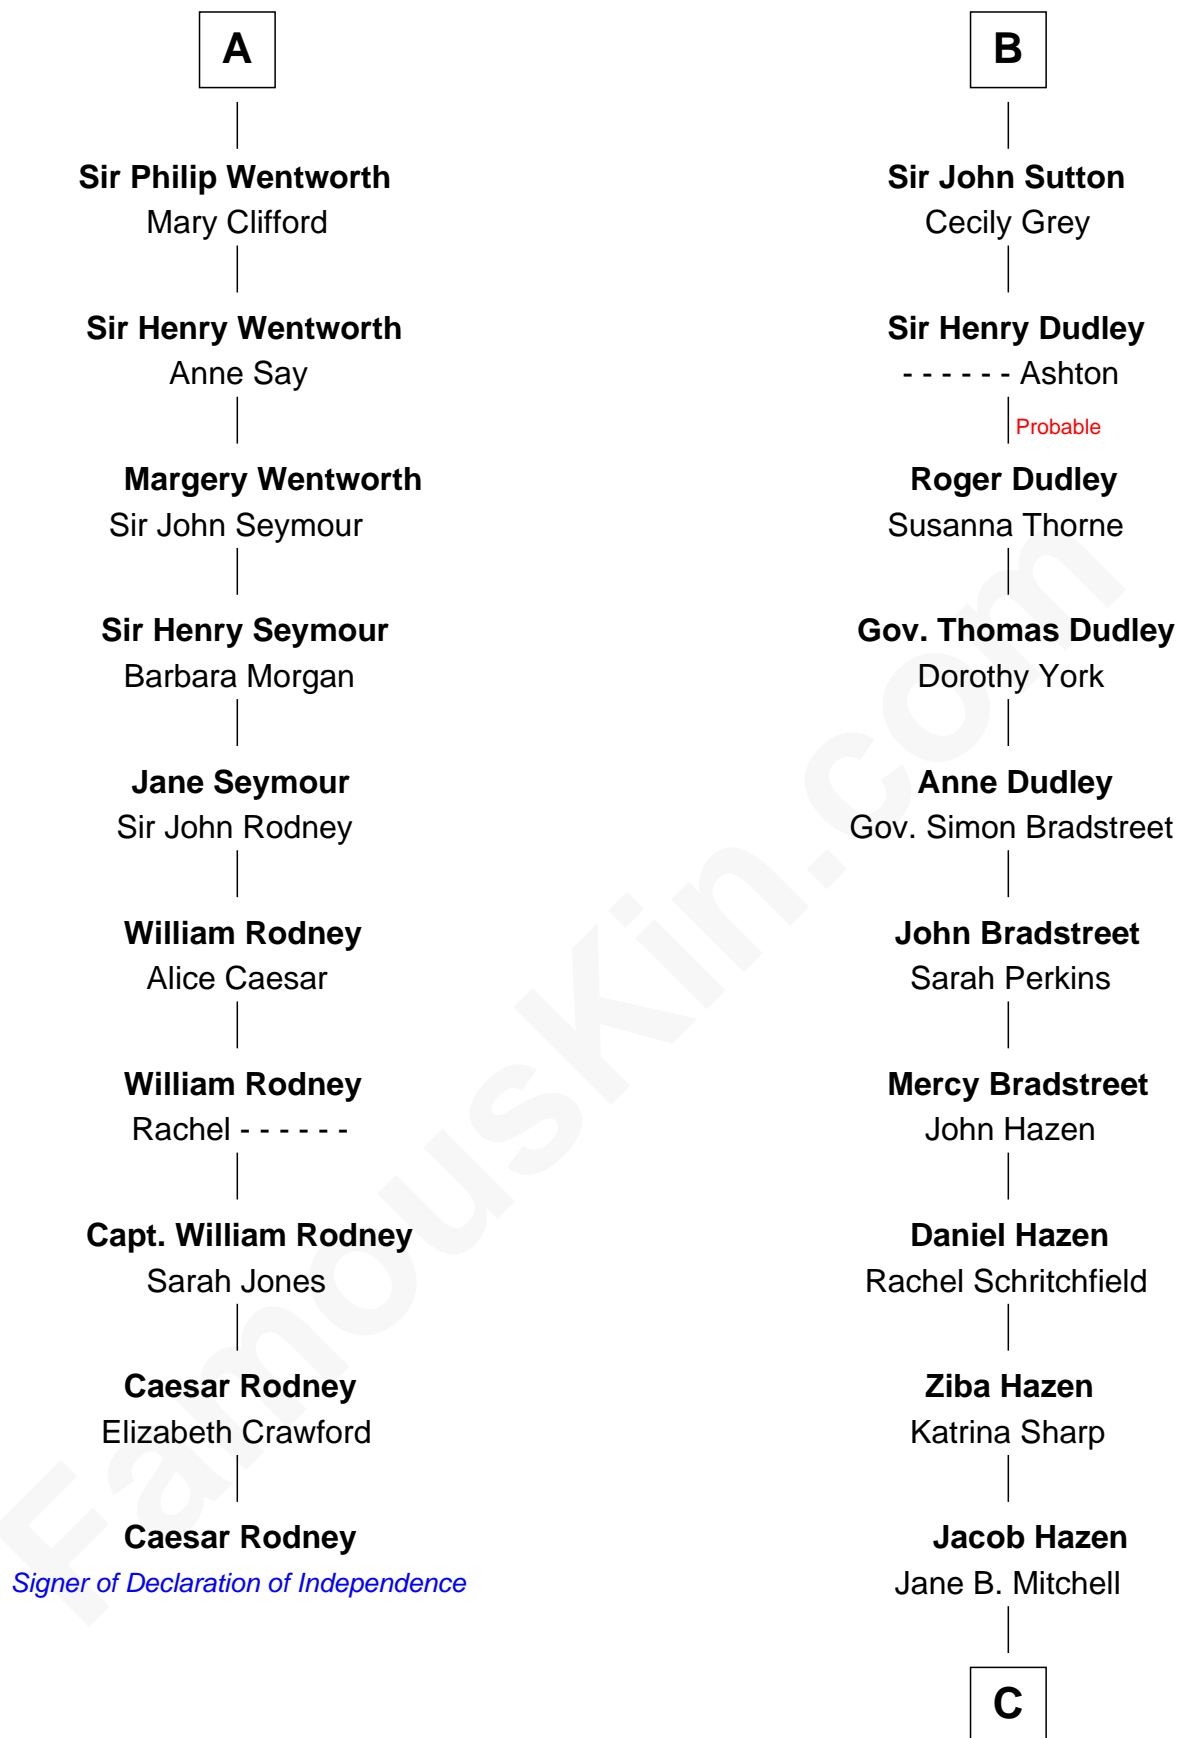 A
Sir Philip Wentworth
Mary Clifford
Sir Henry Wentworth
Anne Say
Margery Wentworth
Sir John Seymour
Sir Henry Seymour
Barbara Morgan
Jane Seymour
Sir John Rodney
William Rodney
Alice Caesar
William Rodney
Rachel - - - - - -
Capt. William Rodney
Sarah Jones
Caesar Rodney
Elizabeth Crawford
Caesar Rodney
Signer of Declaration of Independence
B
Sir John Sutton
Cecily Grey
Sir Henry Dudley
- - - - - - Ashton
Probable
Roger Dudley
Susanna Thorne
Gov. Thomas Dudley
Dorothy York
Anne Dudley
Gov. Simon Bradstreet
John Bradstreet
Sarah Perkins
Mercy Bradstreet
John Hazen
Daniel Hazen
Rachel Schritchfield
Ziba Hazen
Katrina Sharp
Jacob Hazen
Jane B. Mitchell
C
FamousKin.com